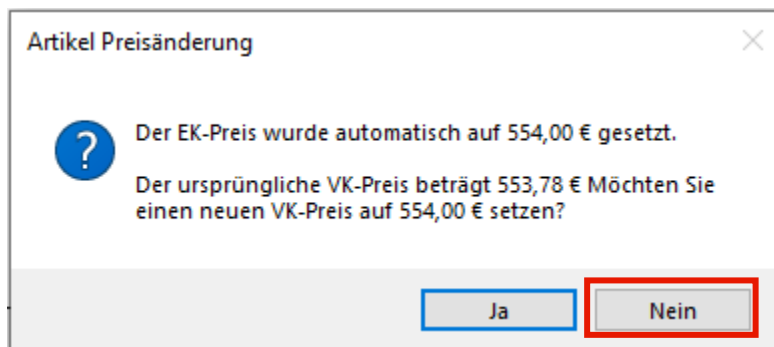 Artikel Preisänderung
Der EK-Preis wurde automatisch auf 554,00 € gesetzt.
Der ursprüngliche VK-Preis beträgt 553,78 € Möchten Sie
einen neuen VK-Preis auf 554,00 € setzen?
Ja
Nein